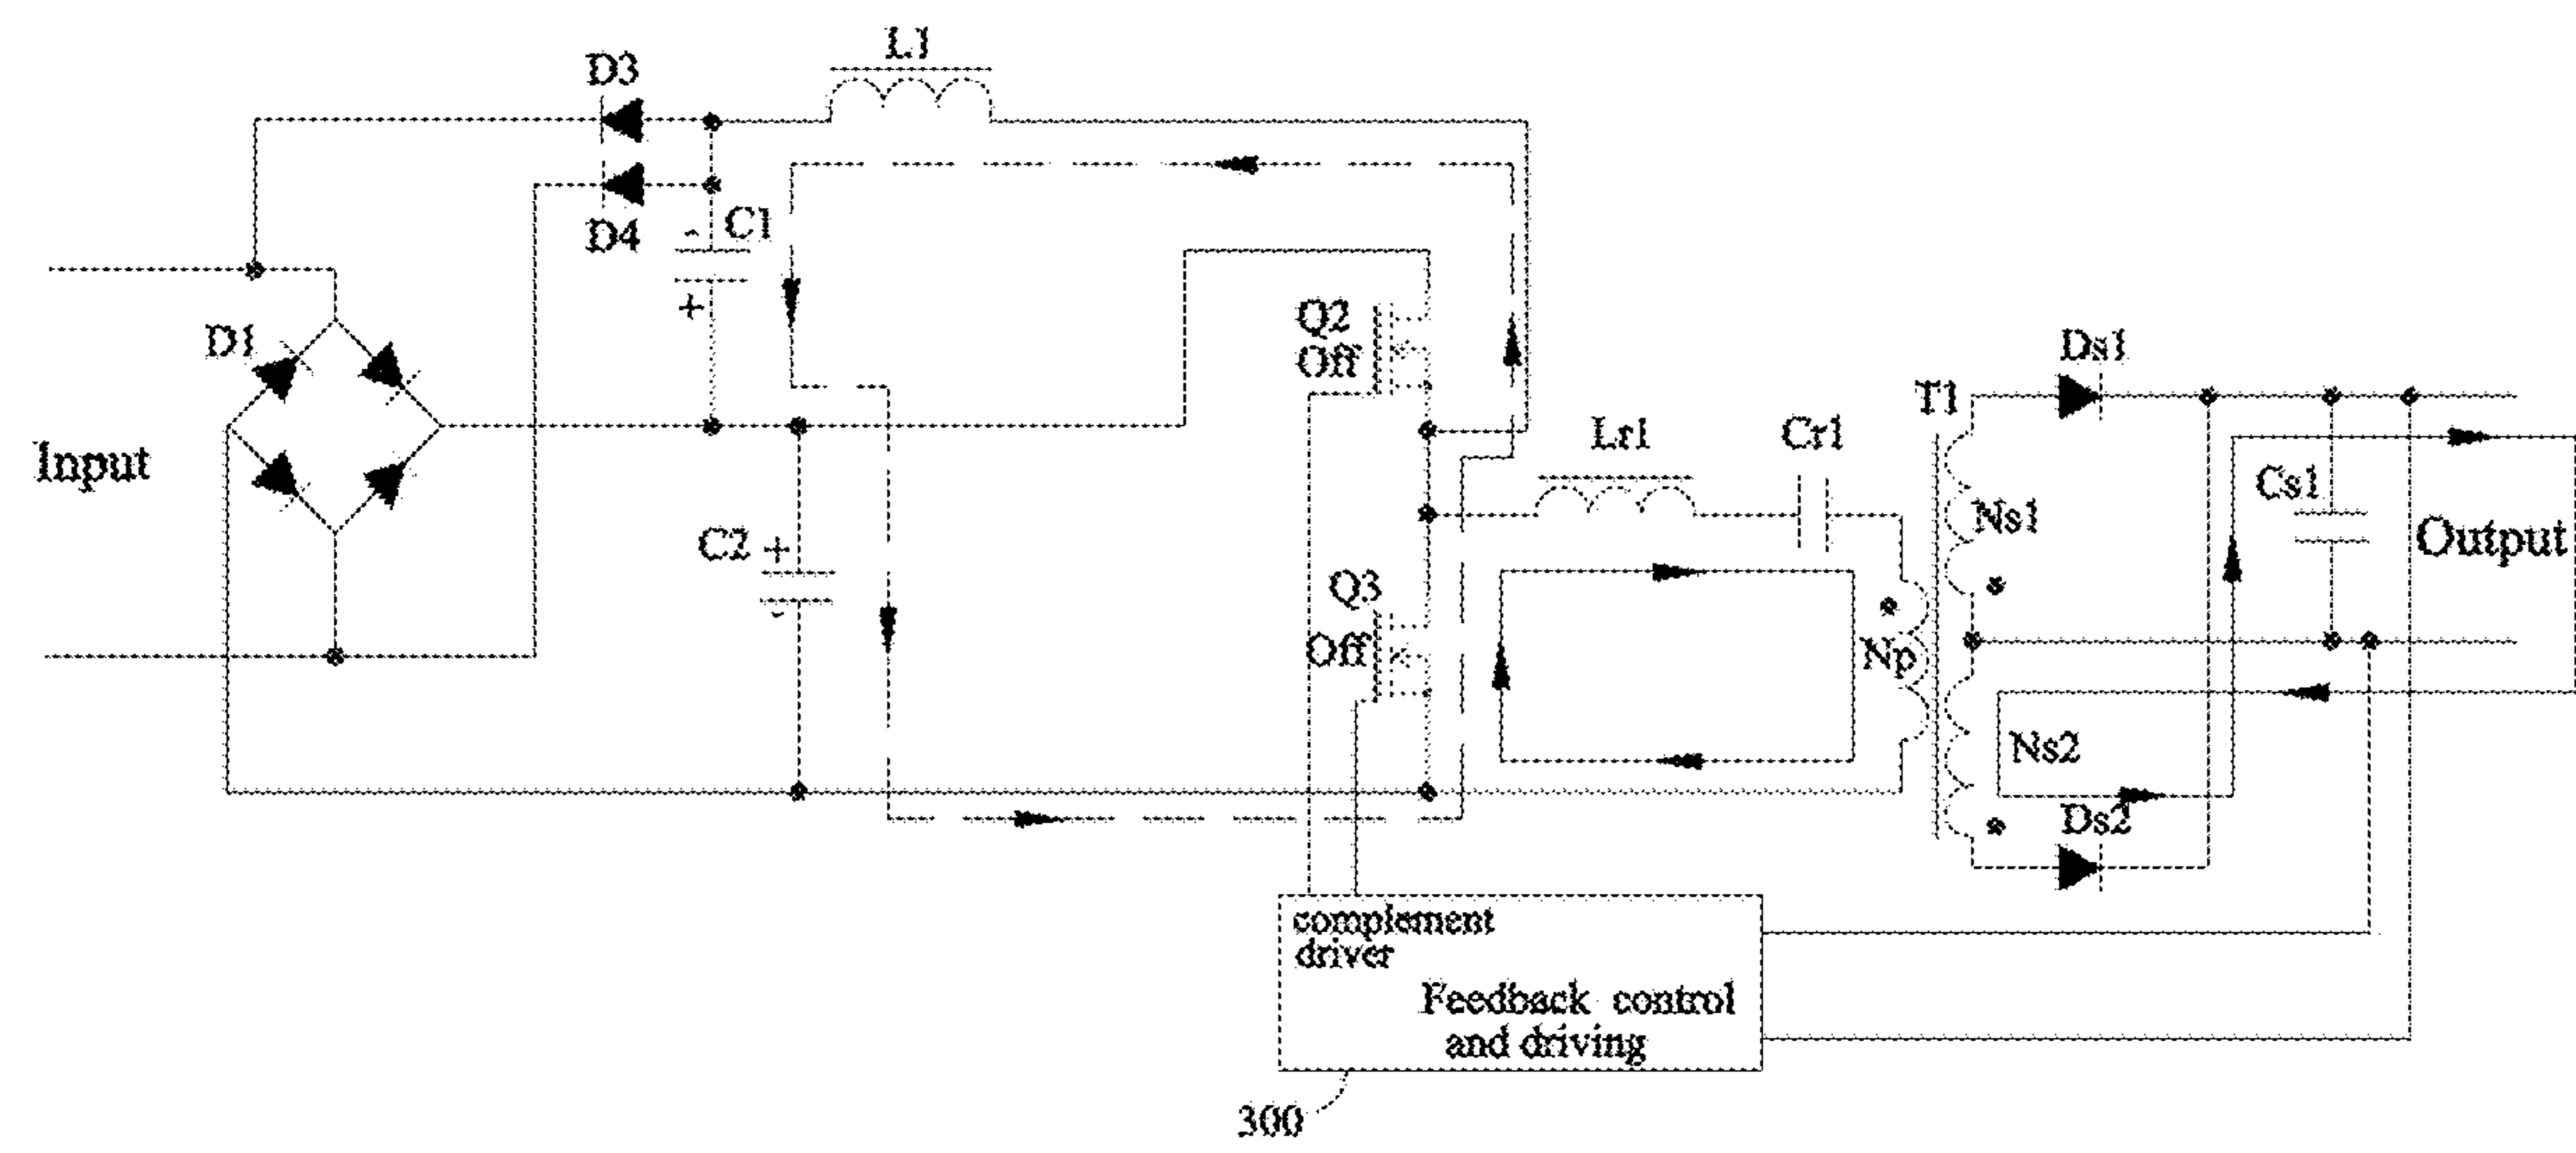 L1
D3
D4
C1
-
+
D1
Input
C2
+
-
Q2
Off
Q3
Off
Lr1
Cr1
Np
T1
Ns1
Ns2
Ds1
Ds2
Cs1
Output
complement
driver
Feedback control
and driving
300